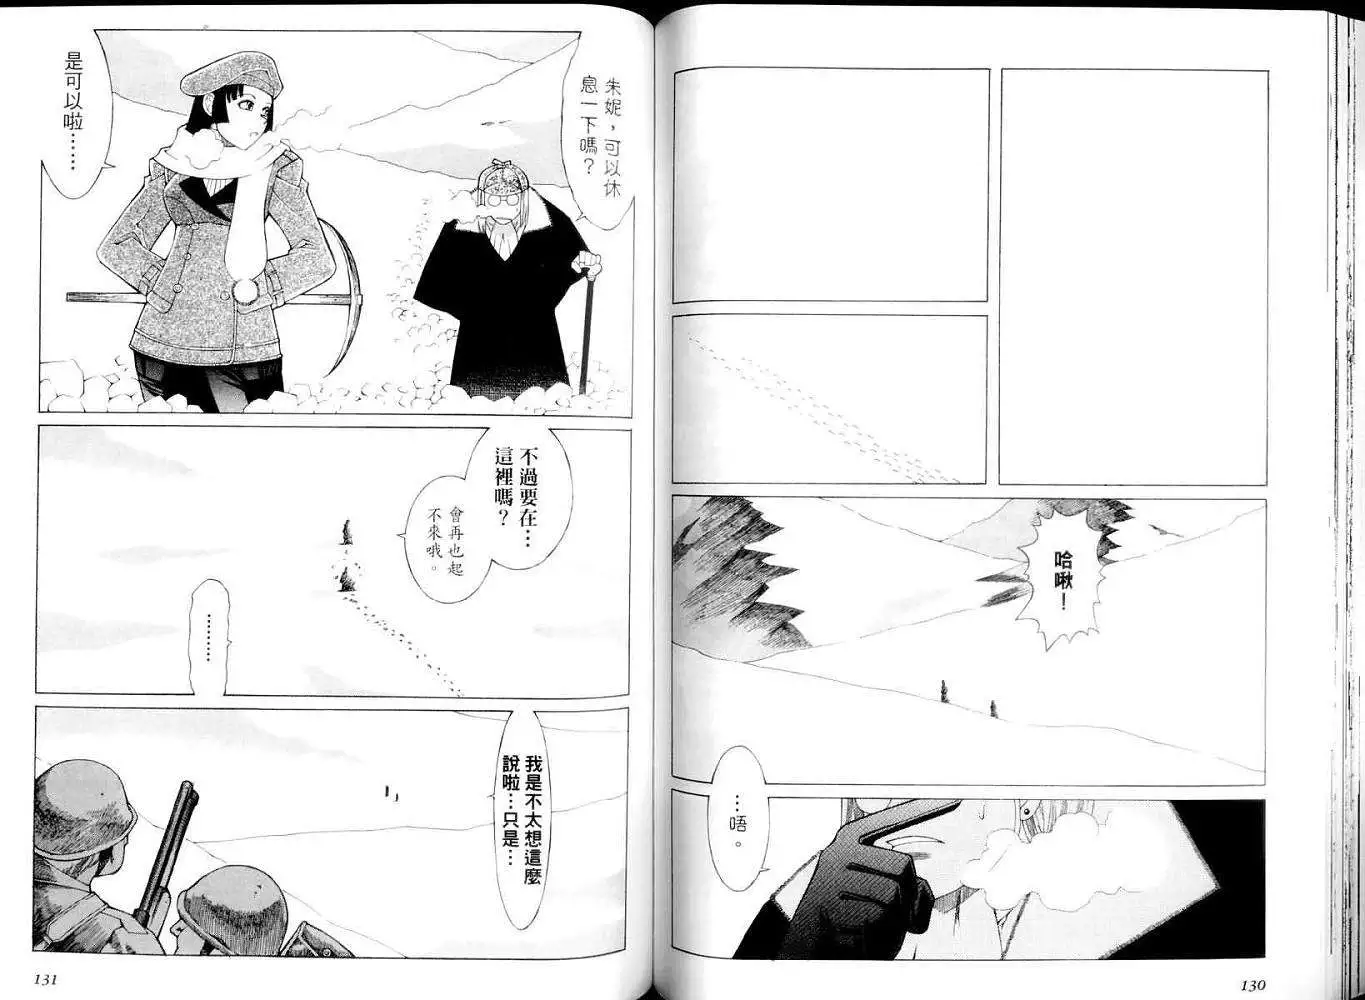 哈啾！
…唔。
130
朱妮，可以休
息一下嗎？
是可以啦……
不過要在…
這裡嗎？
會再也起
不來哦。
………
我是不太想這麼
說啦…只是…
131